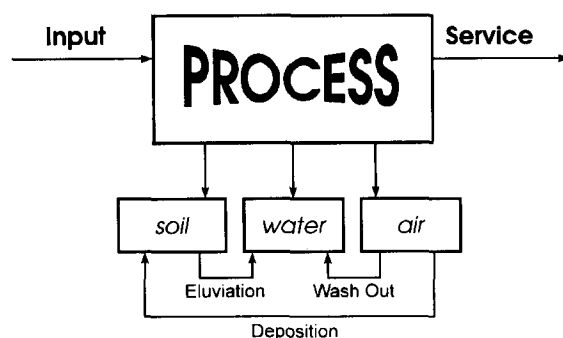 Input
PROCESS
Service
soil
water
air
Eluviation
Wash Out
Deposition